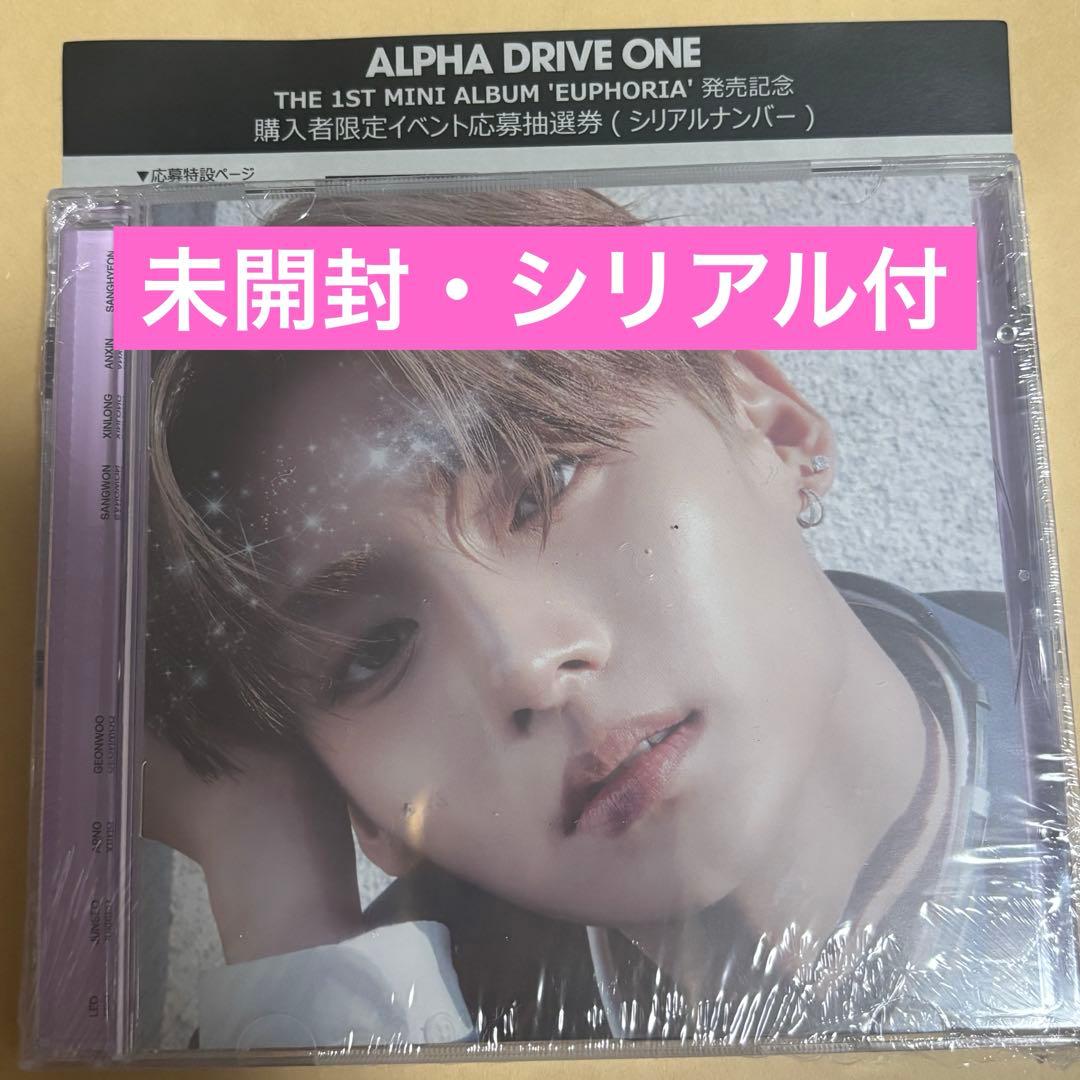 ALPHA DRIVE ONE
THE 1ST MINI ALBUM 'EUPHORIA' 発売記念
購入者限定イベント応募抽選券 ( シリアルナンバー )
▼応募特設ページ
未開封・シリアル付
SANGHYEON
ANXIN
XINLONG
SANGWON
GEONWOO
ARNO
JUNSEO
LEO